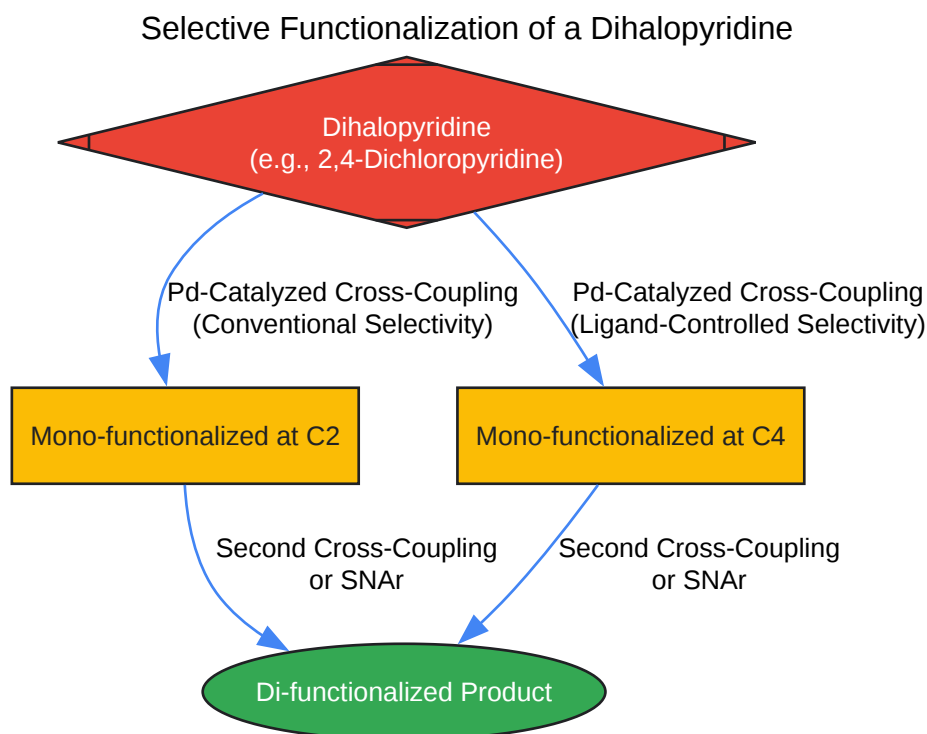 Selective Functionalization of a Dihalopyridine
Dihalopyridine
(e.g., 2,4-Dichloropyridine)
Pd-Catalyzed Cross-Coupling
(Conventional Selectivity)
Pd-Catalyzed Cross-Coupling
(Ligand-Controlled Selectivity)
Mono-functionalized at C2
Mono-functionalized at C4
Second Cross-Coupling
or SNAr
Second Cross-Coupling
or SNAr
Di-functionalized Product